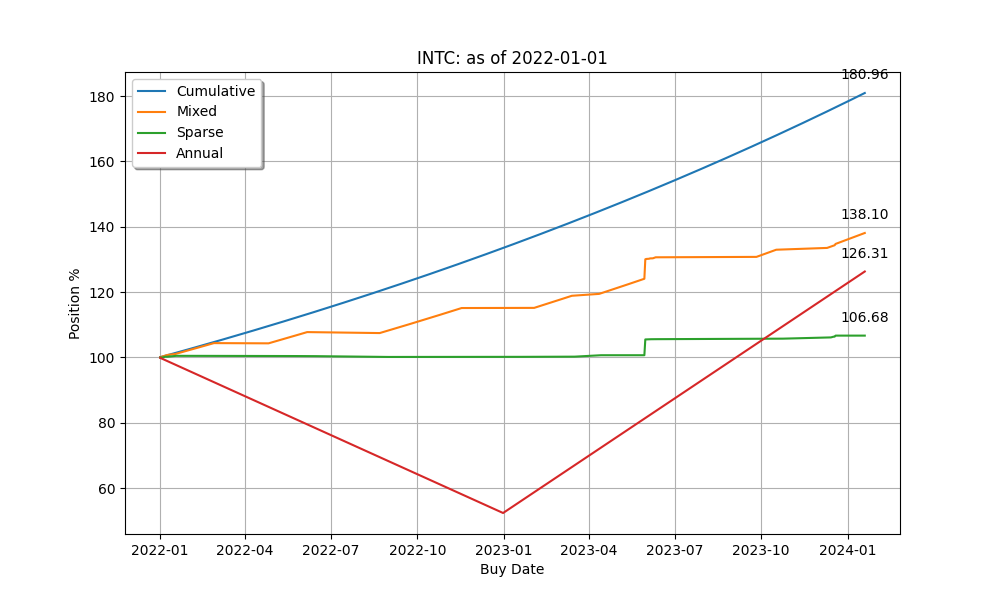 INTC: as of 2022-01-01
Cumulative
Mixed
Sparse
Annual
180.96
138.10
126.31
106.68
180
160
140
120
100
80
60
Position %
2022-01 2022-04 2022-07 2022-10 2023-01 2023-04 2023-07 2023-10 2024-01
Buy Date